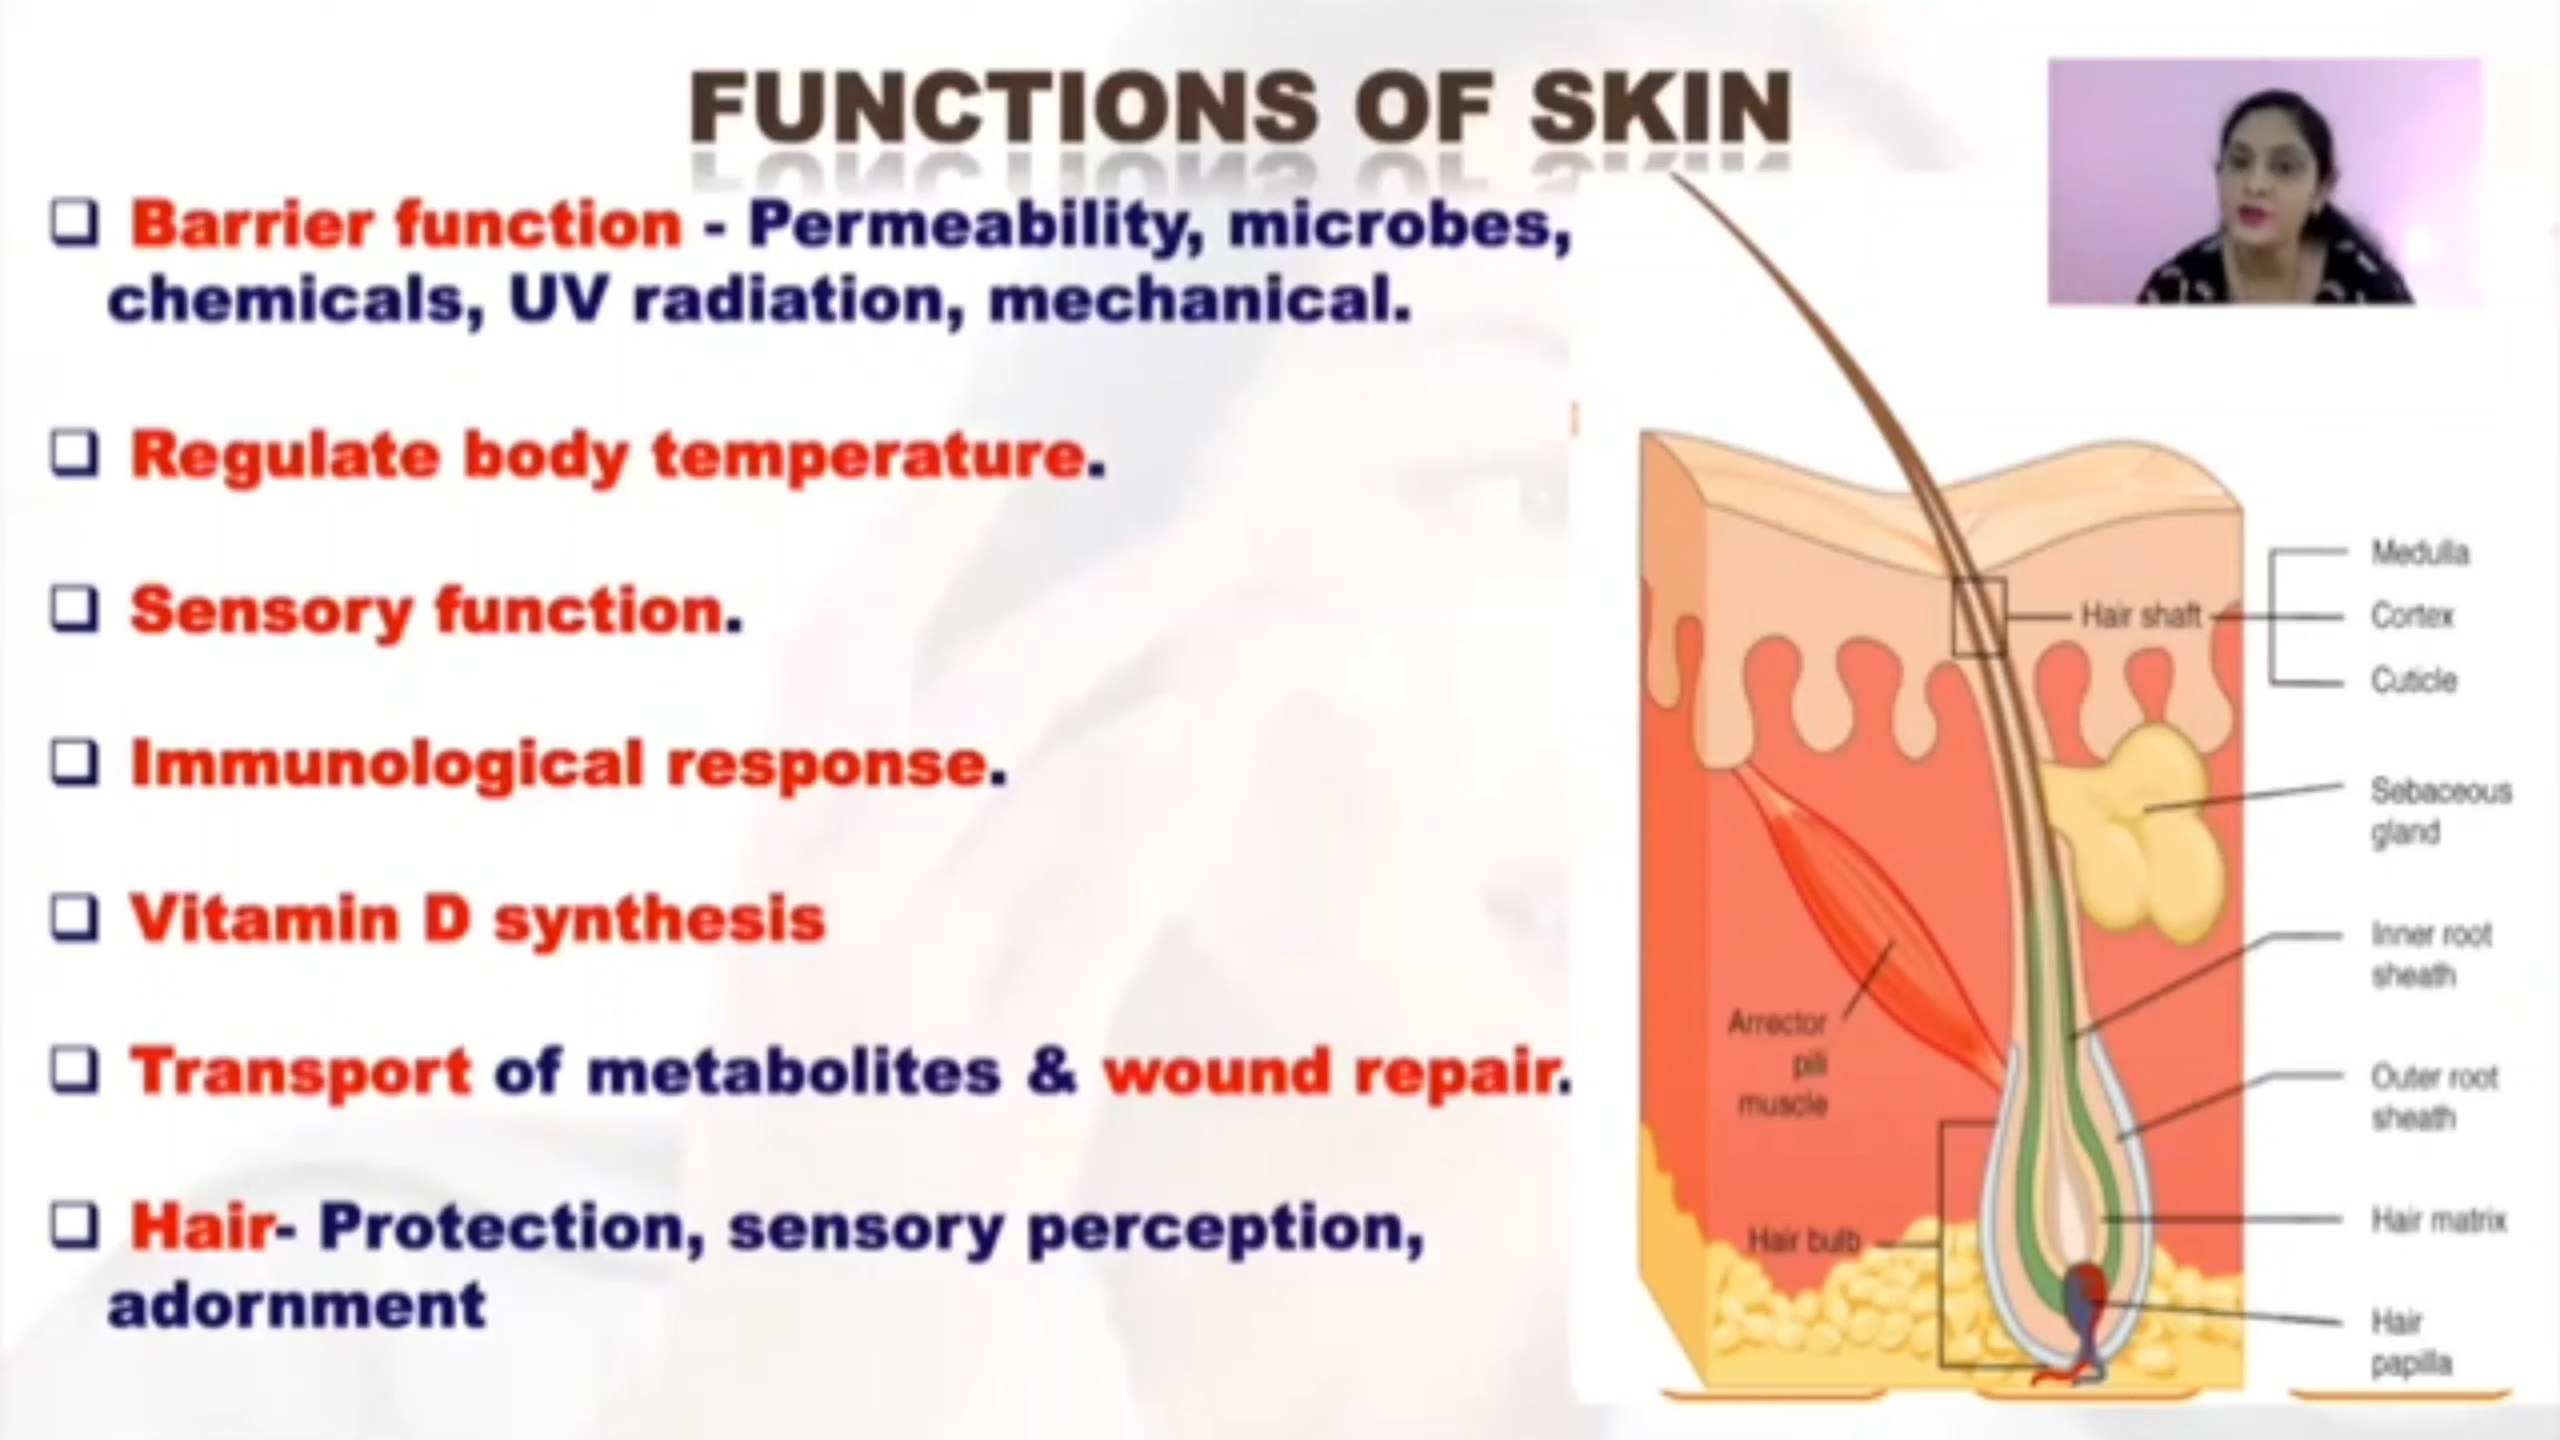 FUNCTIONS OF SKIN
❑ Barrier function - Permeability, microbes,
chemicals, UV radiation, mechanical.
❑ Regulate body temperature.
❑ Sensory function.
❑ Immunological response.
❑ Vitamin D synthesis
❑ Transport of metabolites & wound repair.
❑ Hair- Protection, sensory perception,
adornment
Medulla
Hair shaft
Cortex
Cuticle
Sebaceous
gland
Inner root
sheath
Arrector
pili
muscle
Outer root
sheath
Hair bulb
Hair matrix
Hair
papilla